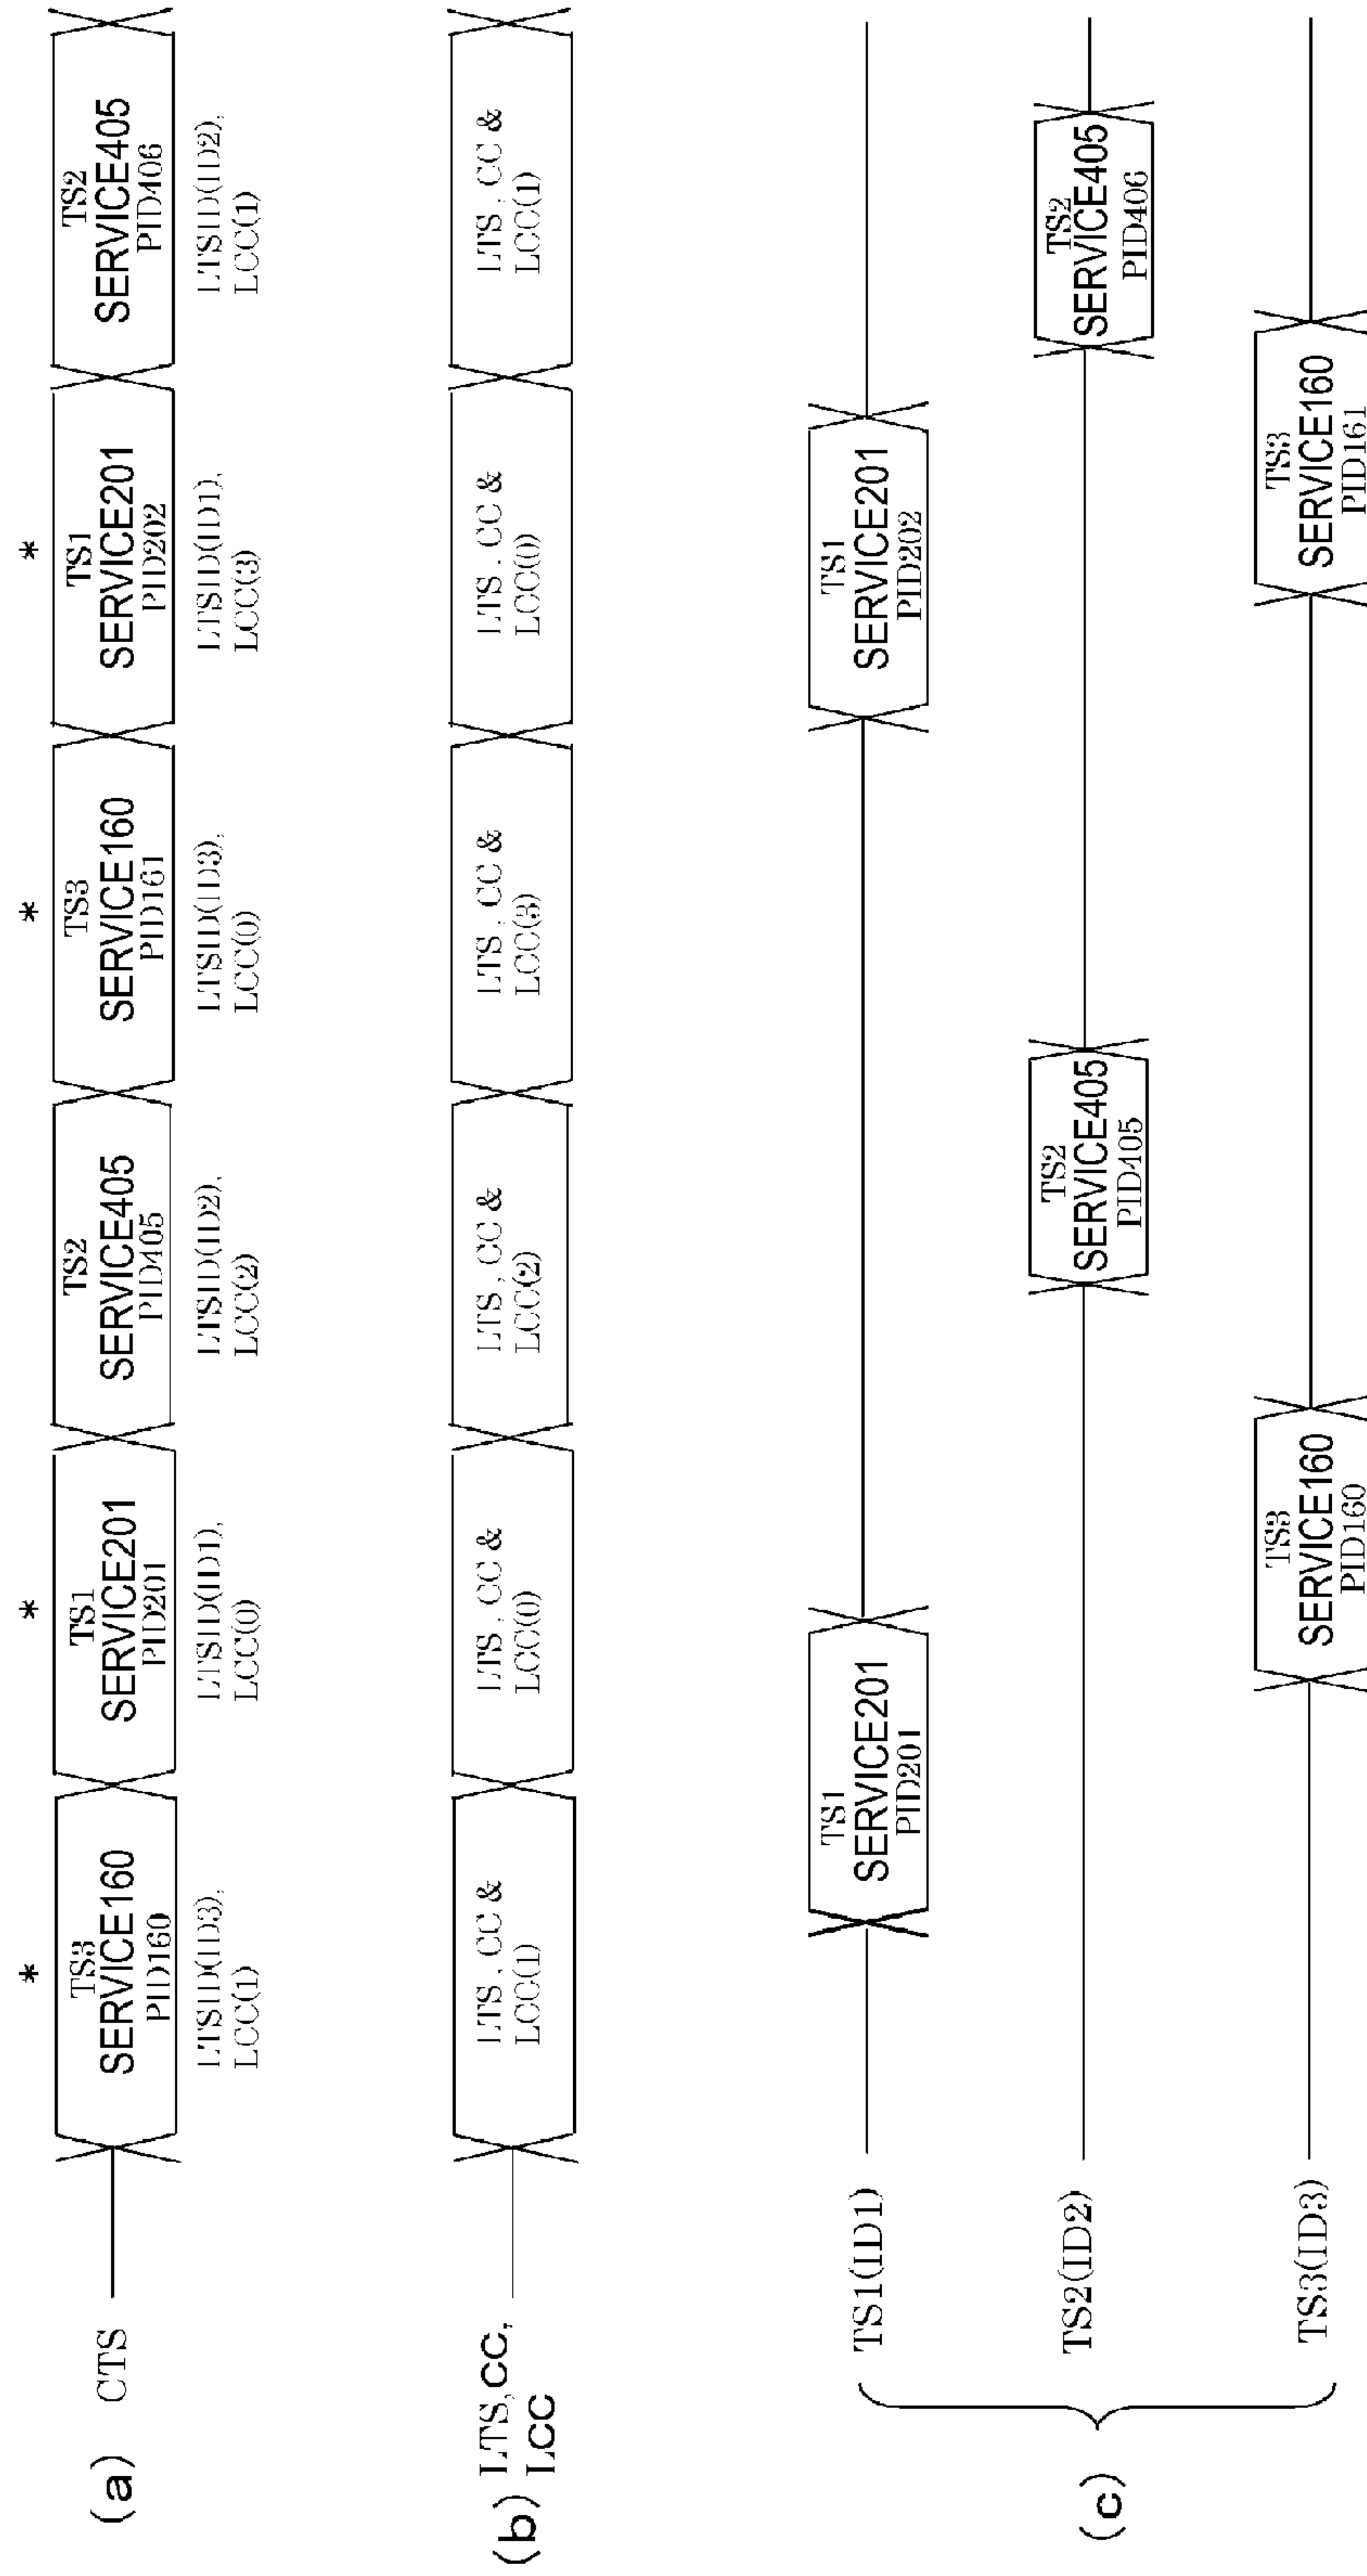 (a) CTS
*
TS3
SERVICE160
PID160
LTSID(ID3),
LCC(1)
*
TS1
SERVICE201
PID201
LTSID(ID1),
LCC(0)
TS2
SERVICE405
PID405
LTSID(ID2),
LCC(2)
*
TS3
SERVICE160
PID161
LTSID(ID3),
LCC(0)
*
TS1
SERVICE201
PID202
LTSID(ID1),
LCC(3)
TS2
SERVICE405
PID406
LTSID(ID2),
LCC(1)
(b) LTS,CC,
LCC
LTS, CC &
LCC(1)
LTS, CC &
LCC(0)
LTS, CC &
LCC(2)
LTS, CC &
LCC(3)
LTS, CC &
LCC(0)
LTS, CC &
LCC(1)
(c)
TS1(ID1)
TS1
SERVICE201
PID201
TS1
SERVICE201
PID202
TS2(ID2)
TS2
SERVICE405
PID405
TS2
SERVICE405
PID406
TS3(ID3)
TS3
SERVICE160
PID160
TS3
SERVICE160
PID161